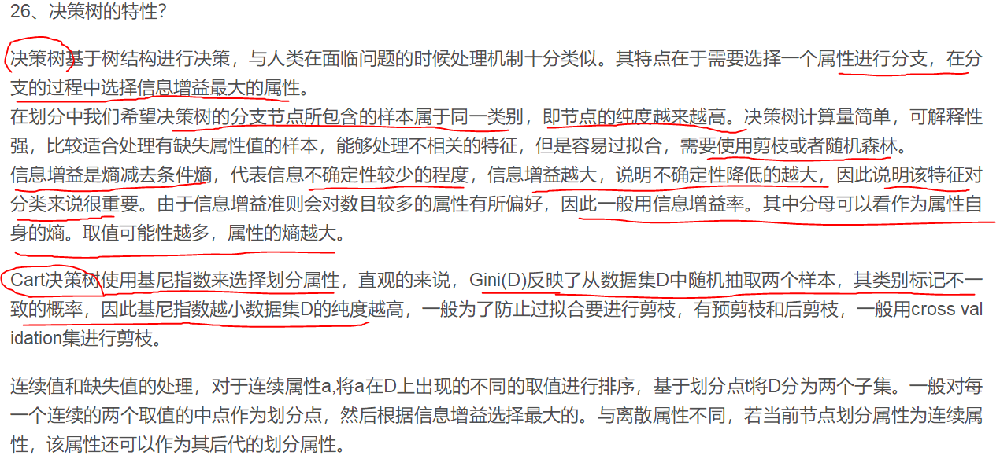 26、决策树的特性？
决策树基于树结构进行决策，与人类在面临问题的时候处理机制十分类似。其特点在于需要选择一个属性进行分支，在分
支的过程中选择信息增益最大的属性。
在划分中我们希望决策树的分支节点所包含的样本属于同一类别，即节点的纯度越来越高。决策树计算量简单，可解释性
强，比较适合处理有缺失属性值的样本，能够处理不相关的特征，但是容易过拟合，需要使用剪枝或者随机森林。
信息增益是熵减去条件熵，代表信息不确定性较少的程度，信息增益越大，说明不确定性降低的越大，因此说明该特征对
分类来说很重要。由于信息增益准则会对数目较多的属性有所偏好，因此一般用信息增益率。其中分母可以看作为属性自
身的熵。取值可能性越多，属性的熵越大。
Cart决策树使用基尼指数来选择划分属性，直观的来说，Gini(D)反映了从数据集D中随机抽取两个样本，其类别标记不一
致的概率，因此基尼指数越小数据集D的纯度越高，一般为了防止过拟合要进行剪枝，有预剪枝和后剪枝，一般用cross val
idation集进行剪枝。
连续值和缺失值的处理，对于连续属性a,将a在D上出现的不同的取值进行排序，基于划分点t将D分为两个子集。一般对每
一个连续的两个取值的中点作为划分点，然后根据信息增益选择最大的。与离散属性不同，若当前节点划分属性为连续属
性，该属性还可以作为其后代的划分属性。